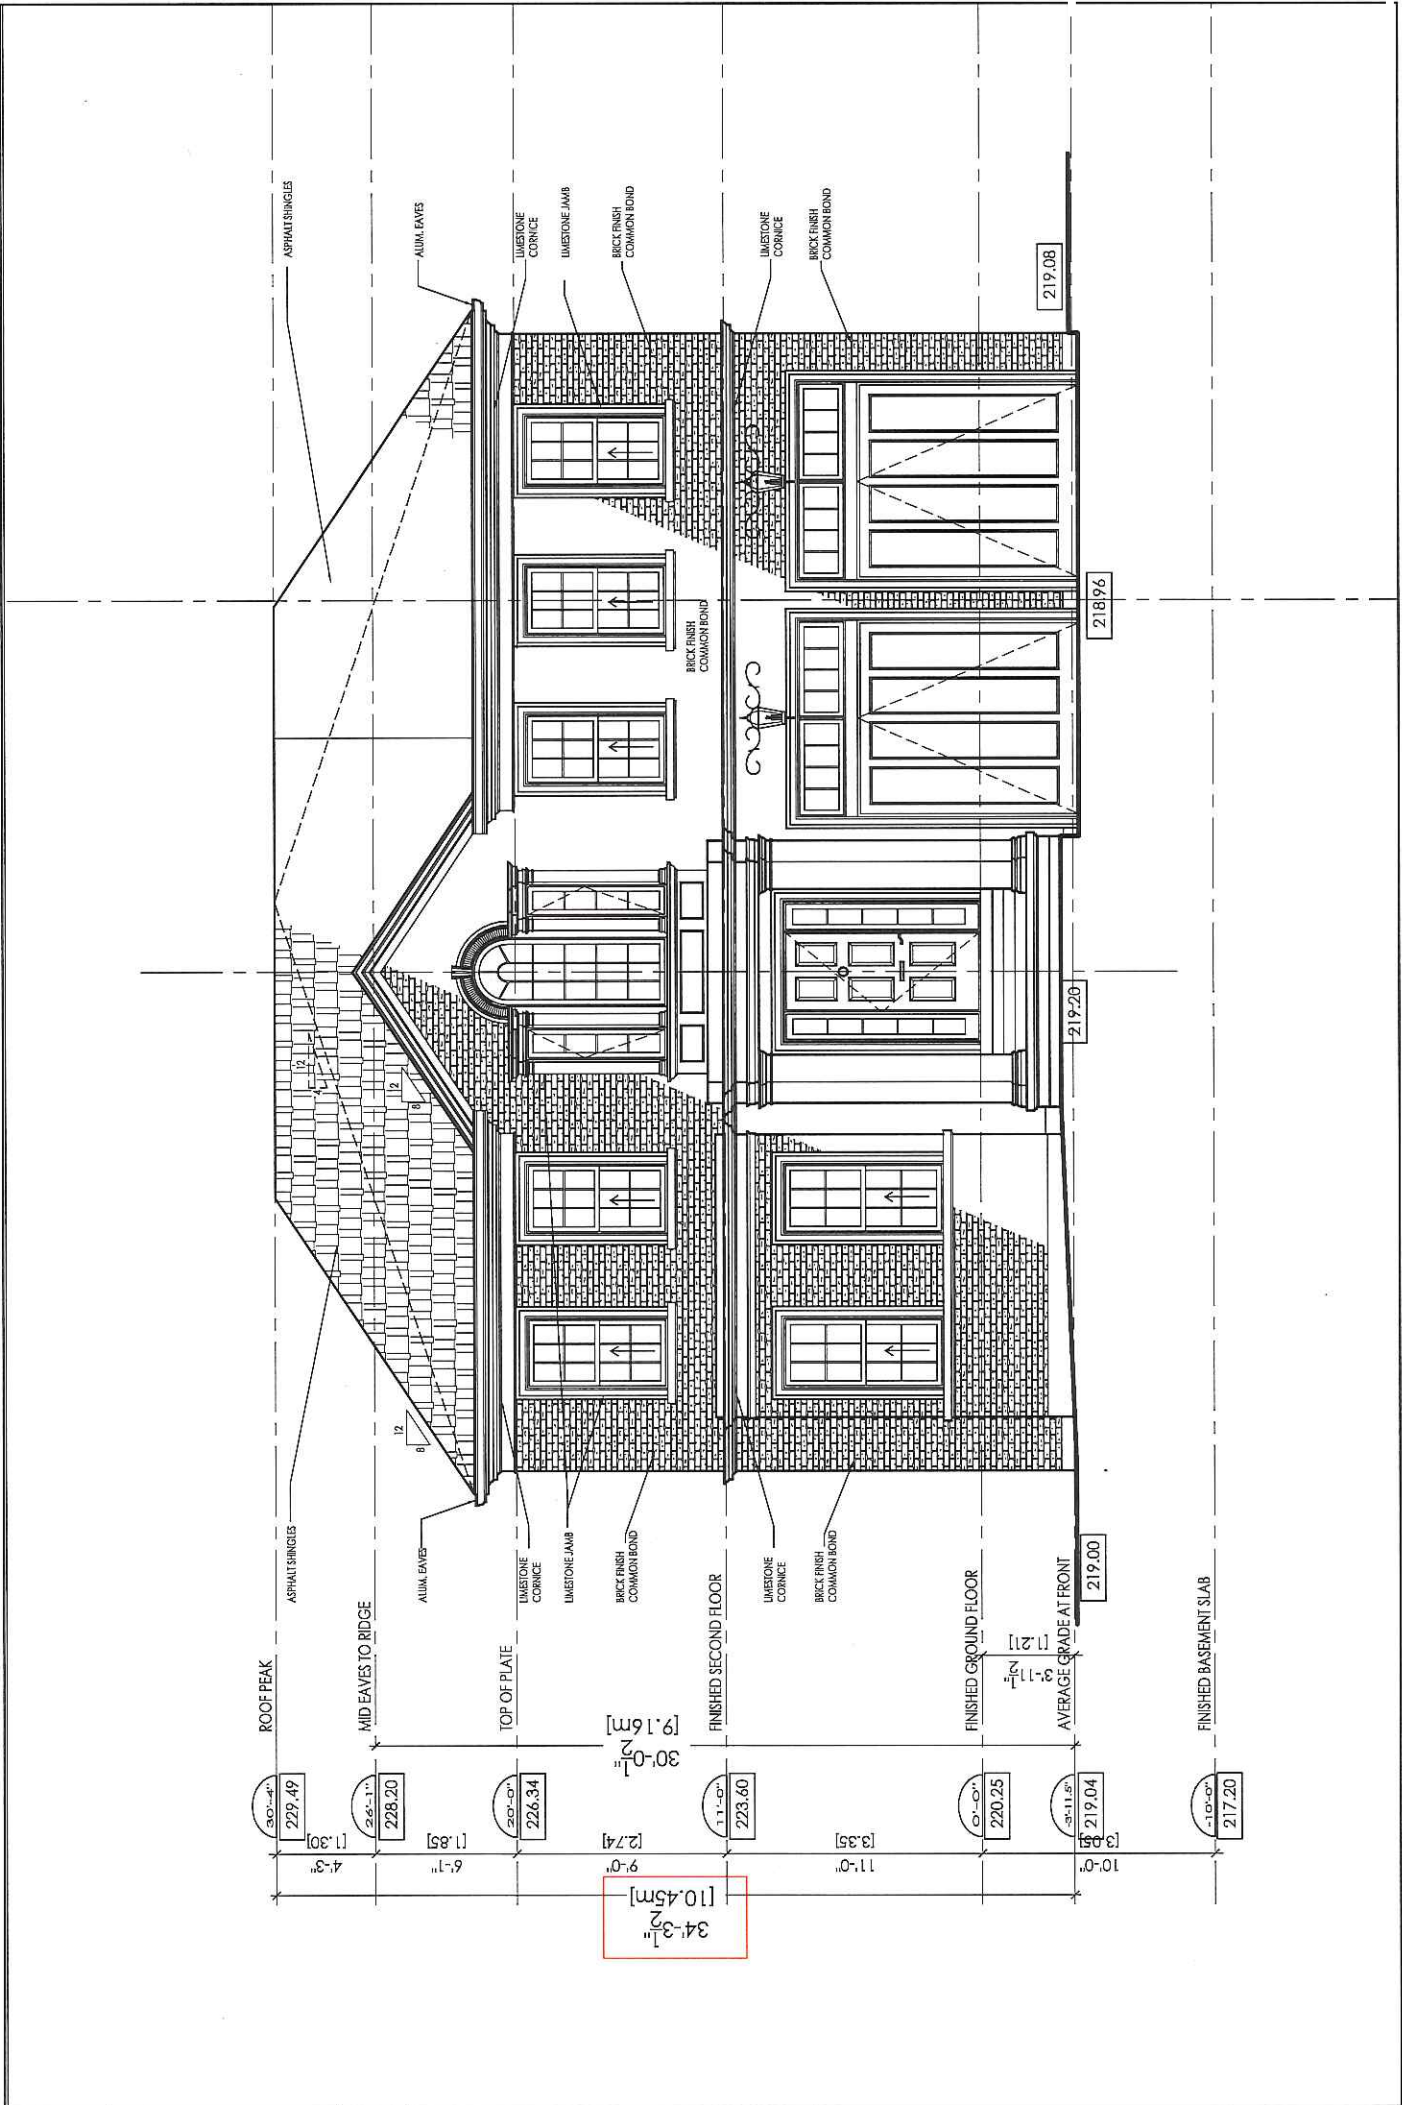 ROOF PEAK
30'-4"
229.49
MID EAVES TO RIDGE
26'-1"
228.20
TOP OF PLATE
20'-0"
226.34
FINISHED SECOND FLOOR
11'-0"
223.60
FINISHED GROUND FLOOR
0'-0"
220.25
AVERAGE GRADE AT FRONT
-3'-11.5"
219.04
FINISHED BASEMENT SLAB
-10'-0"
217.20
4'-3"
[1.30]
6'-1"
[1.85]
9'-0"
[2.74]
11'-0"
[3.35]
10'-0"
[3.05]
34'-3 1/2"
[10.45m]
30'-0 1/2"
[9.16m]
3'-11 1/2"
[1.21]
ASPHALT SHINGLES
ALUM. EAVES
LIMESTONE
CORNICE
LIMESTONE JAMB
BRICK FINISH
COMMON BOND
LIMESTONE
CORNICE
BRICK FINISH
COMMON BOND
219.00
12
8
12
8
12
219.20
BRICK FINISH
COMMON BOND
218.96
219.08
ASPHALT SHINGLES
ALUM. EAVES
LIMESTONE
CORNICE
LIMESTONE JAMB
BRICK FINISH
COMMON BOND
LIMESTONE
CORNICE
BRICK FINISH
COMMON BOND